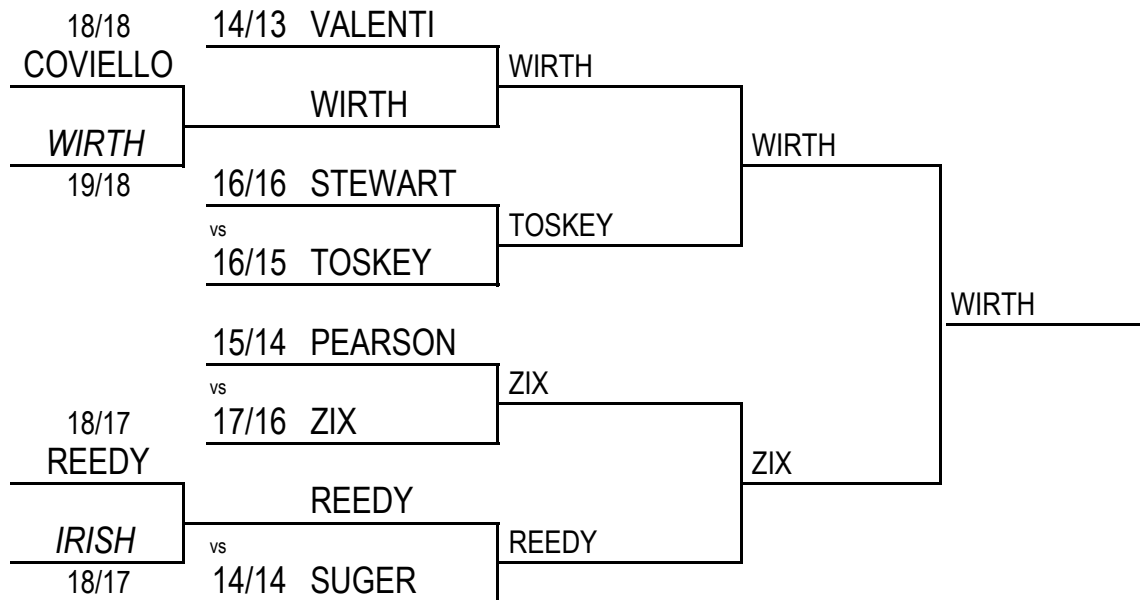 18/18
COVIELLO
WIRTH
19/18
14/13 VALENTI
WIRTH
16/16 STEWART
vs
16/15 TOSKEY
15/14 PEARSON
vs
17/16 ZIX
18/17
REEDY
IRISH
18/17
REEDY
vs
14/14 SUGER
WIRTH
TOSKEY
ZIX
REEDY
WIRTH
ZIX
WIRTH